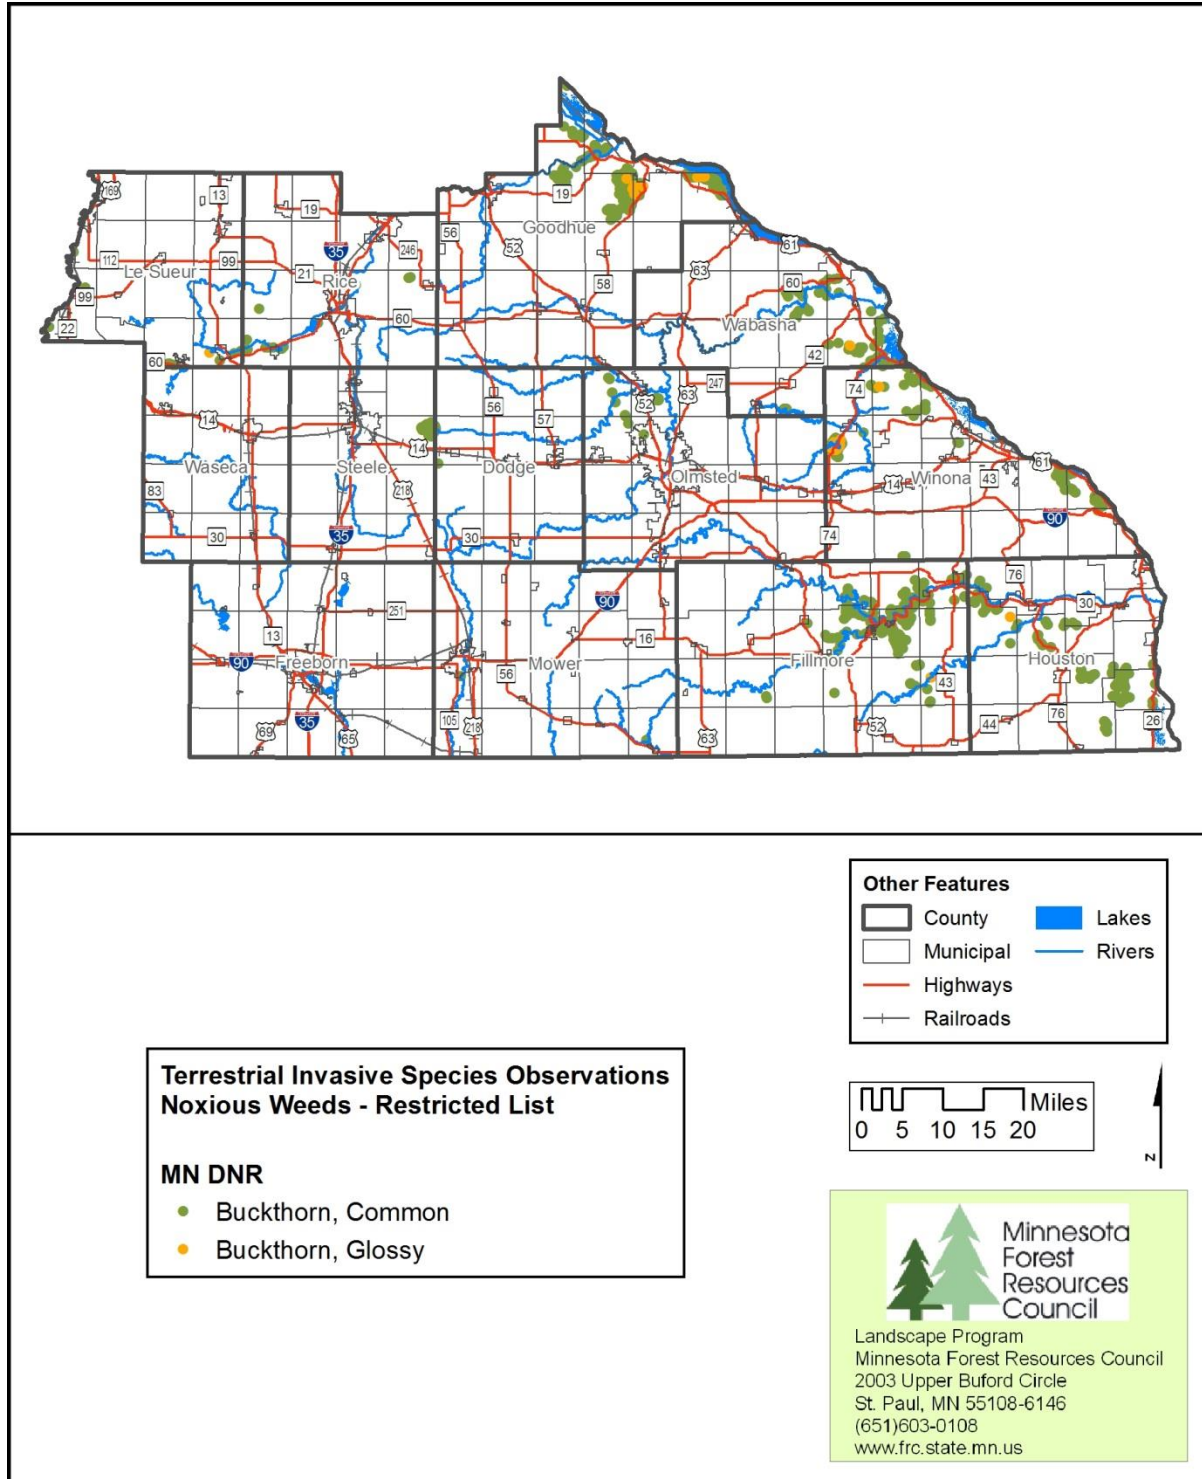 169
13
19
112
99
Le Sueur
99
22
60
35
246
21
Rice
60
56
52
19
Goodhue
58
63
61
60
Wabasha
42
14
Waseca
83
30
Steele
14
218
35
56
57
Dodge
30
52
63
247
Olmsted
74
74
14
Winona
43
61
90
251
13
90
Freeborn
69
35
65
105
218
56
Mower
90
16
63
Fillmore
43
52
76
30
Houston
44
76
26
Other Features
County
Lakes
Municipal
Rivers
Highways
Railroads
Terrestrial Invasive Species Observations
Noxious Weeds - Restricted List
MN DNR
Buckthorn, Common
Buckthorn, Glossy
Miles
0 5 10 15 20
N
Minnesota
Forest
Resources
Council
Landscape Program
Minnesota Forest Resources Council
2003 Upper Buford Circle
St. Paul, MN 55108-6146
(651)603-0108
www.frc.state.mn.us